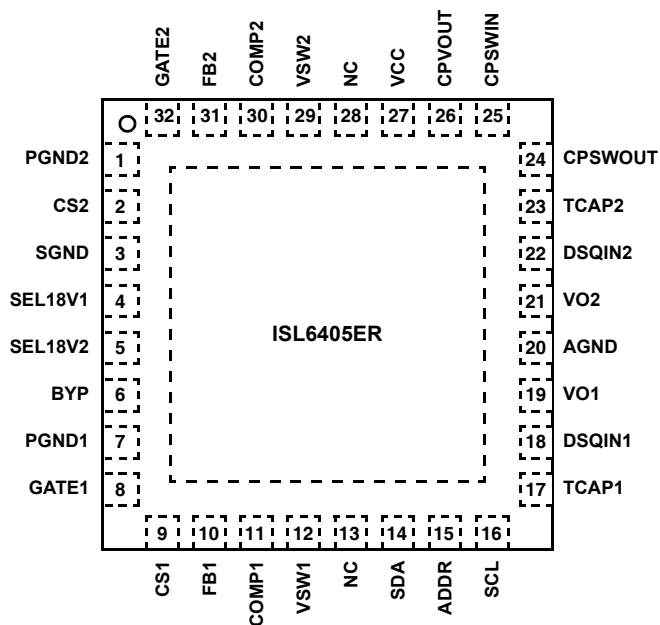 GATE2
FB2
COMP2
VSW2
NC
VCC
CPVOUT
CPSWIN
32 31 30 29 28 27 26 25
PGND2 1
CS2 2
SGND 3
SEL18V1 4
SEL18V2 5
BYP 6
PGND1 7
GATE1 8
ISL6405ER
24 CPSWOUT
23 TCAP2
22 DSQIN2
21 VO2
20 AGND
19 VO1
18 DSQIN1
17 TCAP1
9 10 11 12 13 14 15 16
CS1
FB1
COMP1
VSW1
NC
SDA
ADDR
SCL